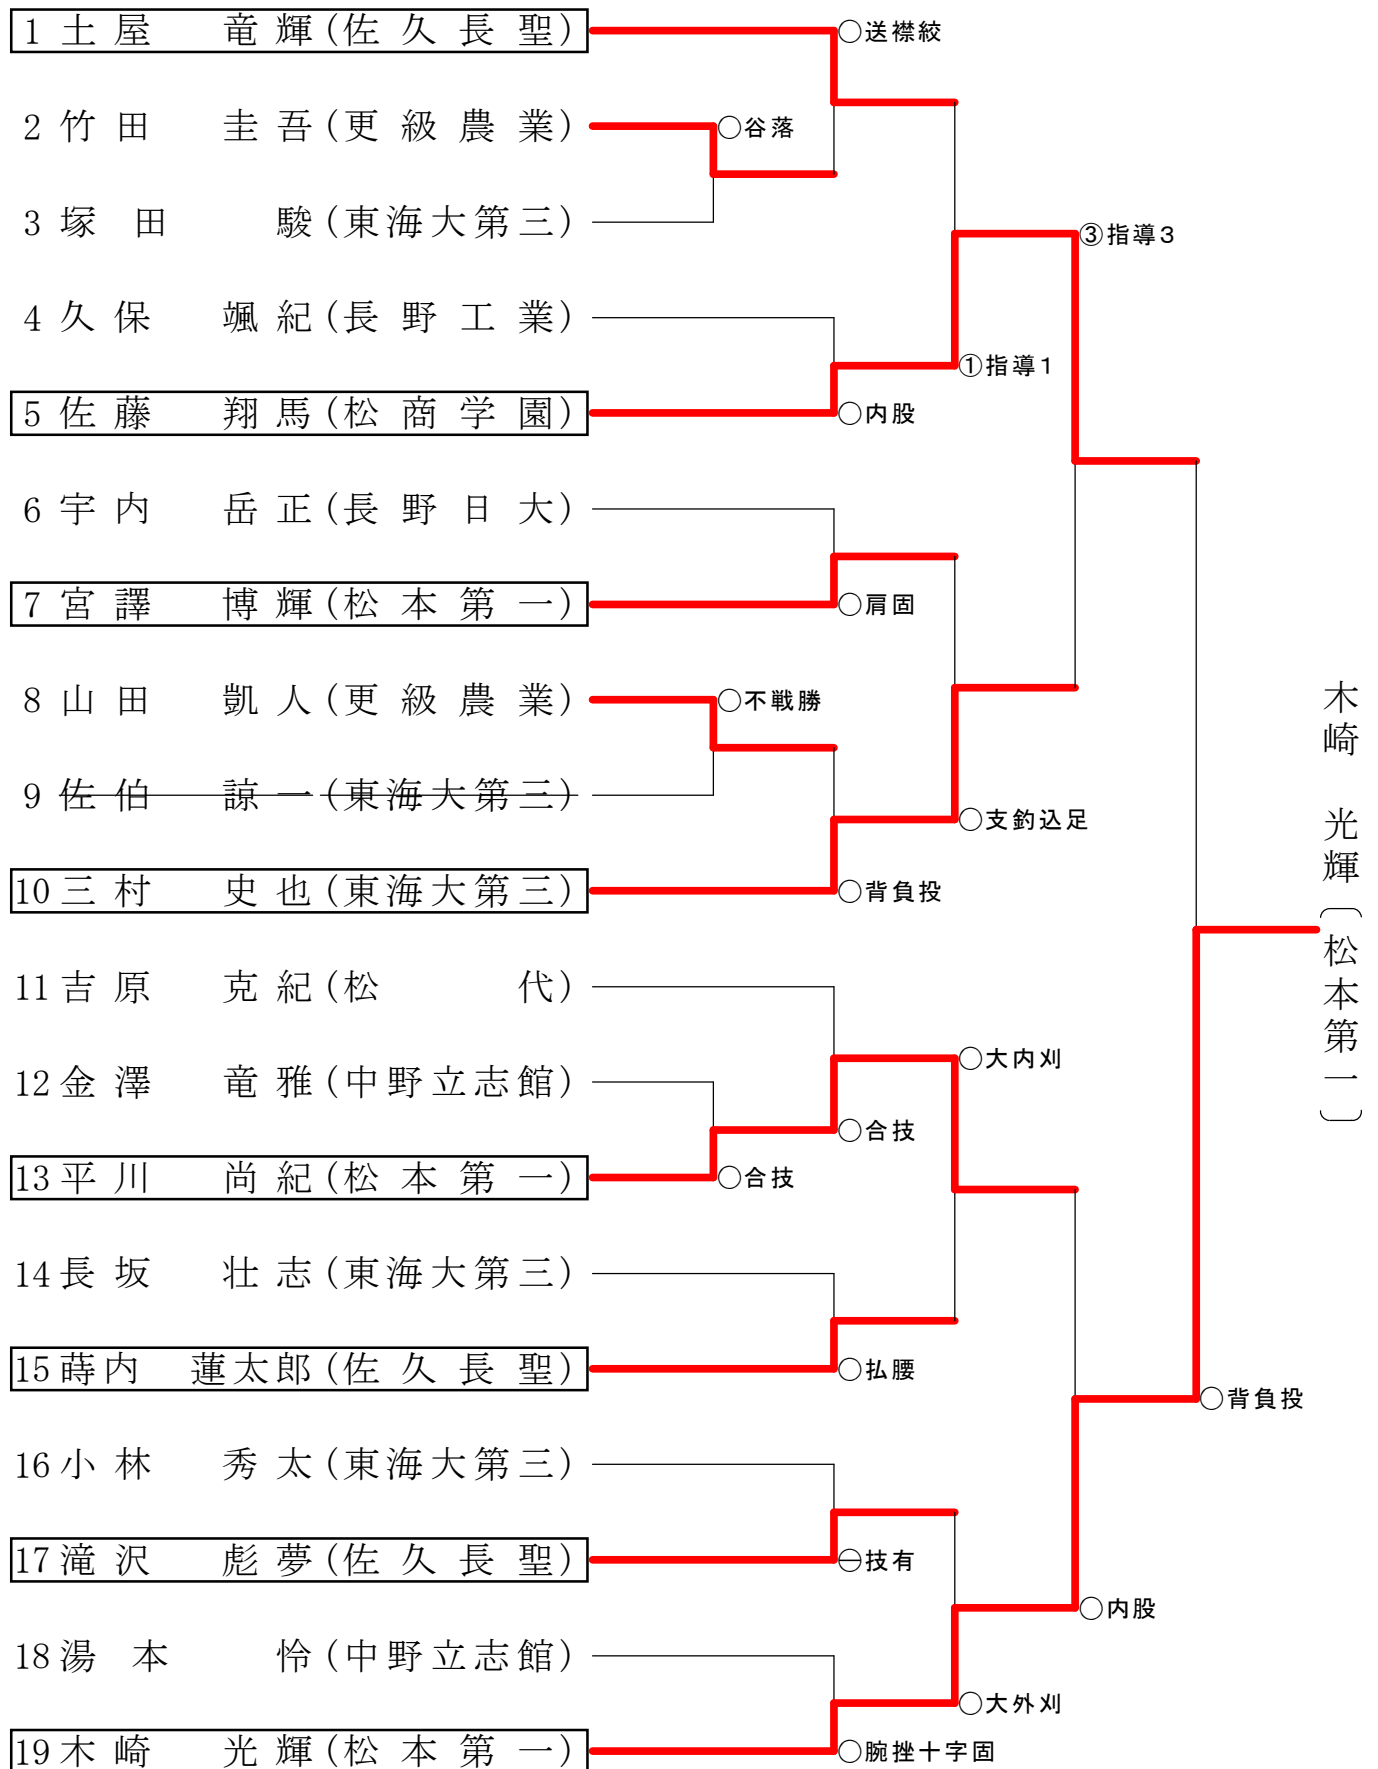 1 土屋 竜輝(佐久長聖)
○送襟絞
2 竹田 圭吾(更級農業)
○谷落
3 塚田 駿(東海大第三)
③指導3
4 久保 颯紀(長野工業)
①指導1
5 佐藤 翔馬(松商学園)
○内股
6 宇内 岳正(長野日大)
7 宮譯 博輝(松本第一)
○肩固
8 山田 凱人(更級農業)
○不戦勝
9 佐伯 諒一(東海大第三)
○支釣込足
10 三村 史也(東海大第三)
○背負投
木崎 光輝〔松本第一〕
11 吉原 克紀(松代)
○大内刈
12 金澤 竜雅(中野立志館)
○合技
13 平川 尚紀(松本第一)
○合技
14 長坂 壮志(東海大第三)
15 蒔内 蓮太郎(佐久長聖)
○払腰
○背負投
16 小林 秀太(東海大第三)
17 滝沢 彪夢(佐久長聖)
㊀技有
○内股
18 湯本 怜(中野立志館)
○大外刈
19 木崎 光輝(松本第一)
○腕挫十字固